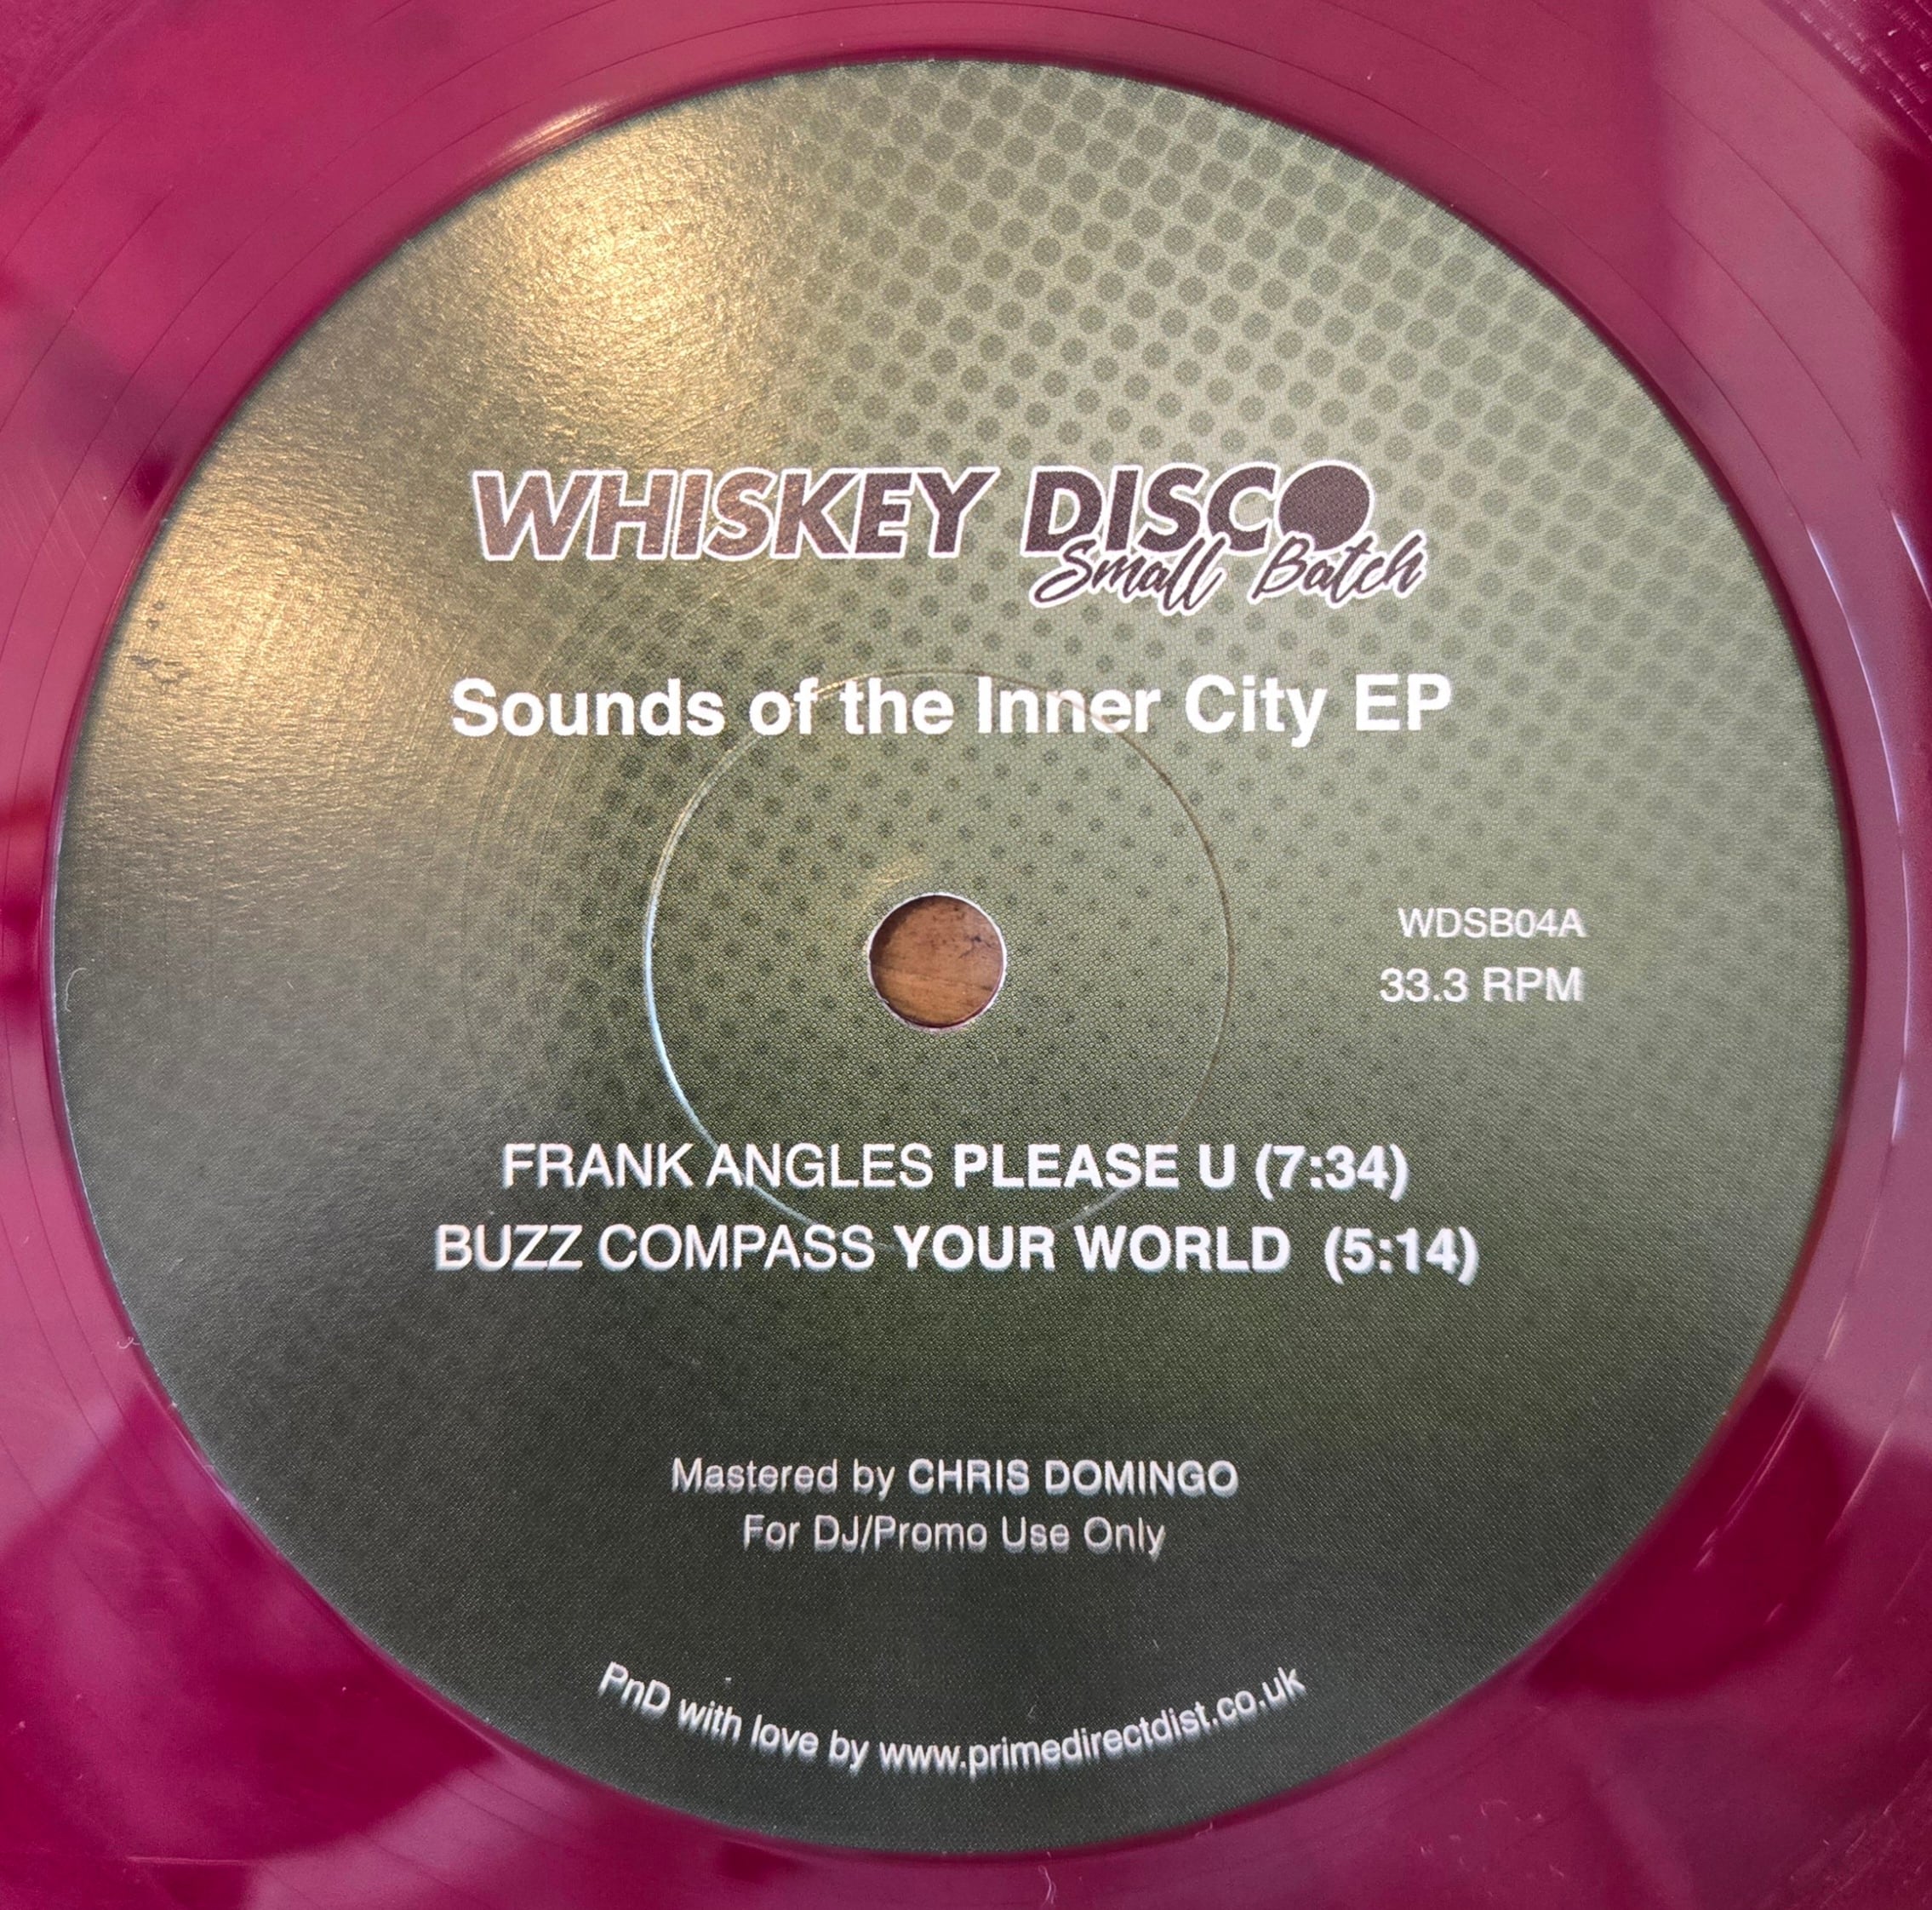 WHISKEY DISCO
Small Batch
Sounds of the Inner City EP
WDSB04A
33.3 RPM
FRANK ANGLES PLEASE U (7:34)
BUZZ COMPASS YOUR WORLD (5:14)
Mastered by CHRIS DOMINGO
For DJ/Promo Use Only
PnD with love by www.primedirectdist.co.uk